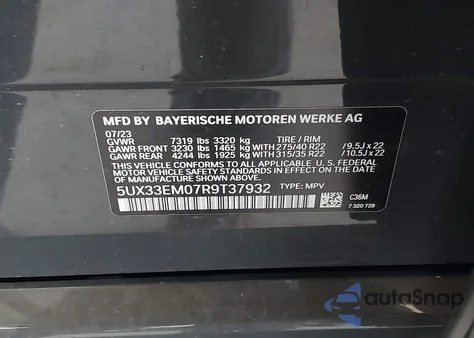 MFD BY BAYERISCHE MOTOREN WERKE AG
07/23
GVWR 7319 lbs 3320 kg TIRE / RIM
GAWR FRONT 3230 lbs 1465 kg WITH 275/40 R22 / 9.5J x 22
GAWR REAR 4244 lbs 1925 kg WITH 315/35 R22 / 10.5J x 22
THIS VEHICLE CONFORMS TO ALL APPLICABLE U.S. FEDERAL
MOTOR VEHICLE SAFETY STANDARDS IN EFFECT ON THE
DATE OF MANUFACTURE SHOWN ABOVE.
5UX33EM07R9T37932 TYPE: MPV
C36M
7 320 729
autoSnap